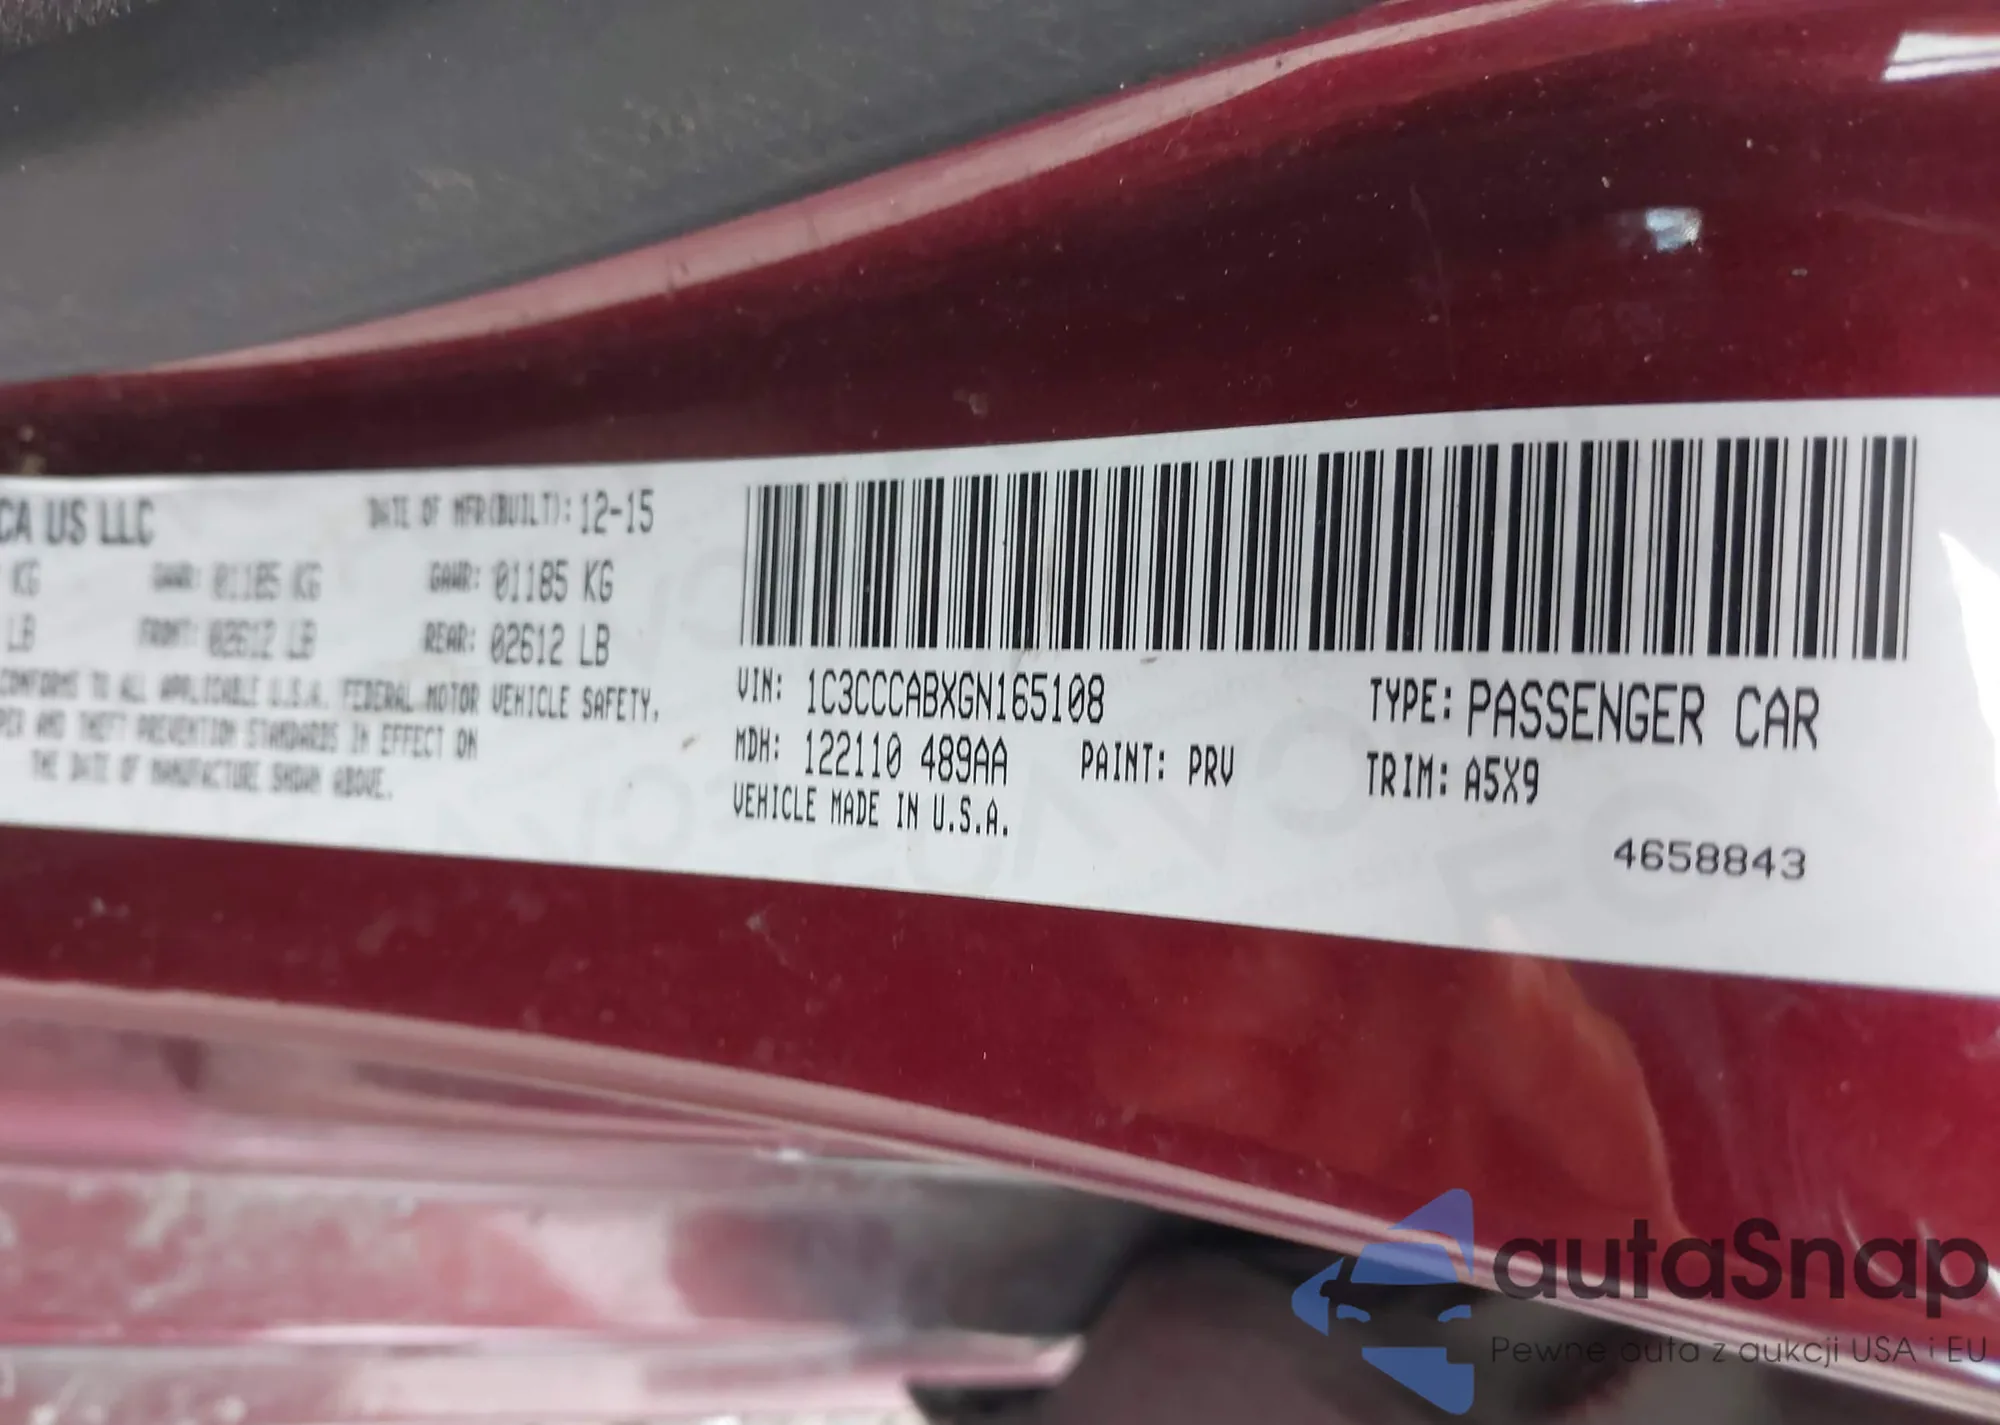 CA US LLC DATE OF MFR(BUILT): 12-15
KG GAWR: 01185 KG GAWR: 01185 KG
LB FRONT: 02612 LB REAR: 02612 LB
CONFORMS TO ALL APPLICABLE U.S.A. FEDERAL MOTOR VEHICLE SAFETY,
PER AND THEFT PREVENTION STANDARDS IN EFFECT ON
THE DATE OF MANUFACTURE SHOWN ABOVE.
VIN: 1C3CCCABXGN165108 TYPE: PASSENGER CAR
MDH: 122110 489AA PAINT: PRV TRIM: A5X9
VEHICLE MADE IN U.S.A.
4658843
autaSnap
Pewne auta z aukcji USA i EU